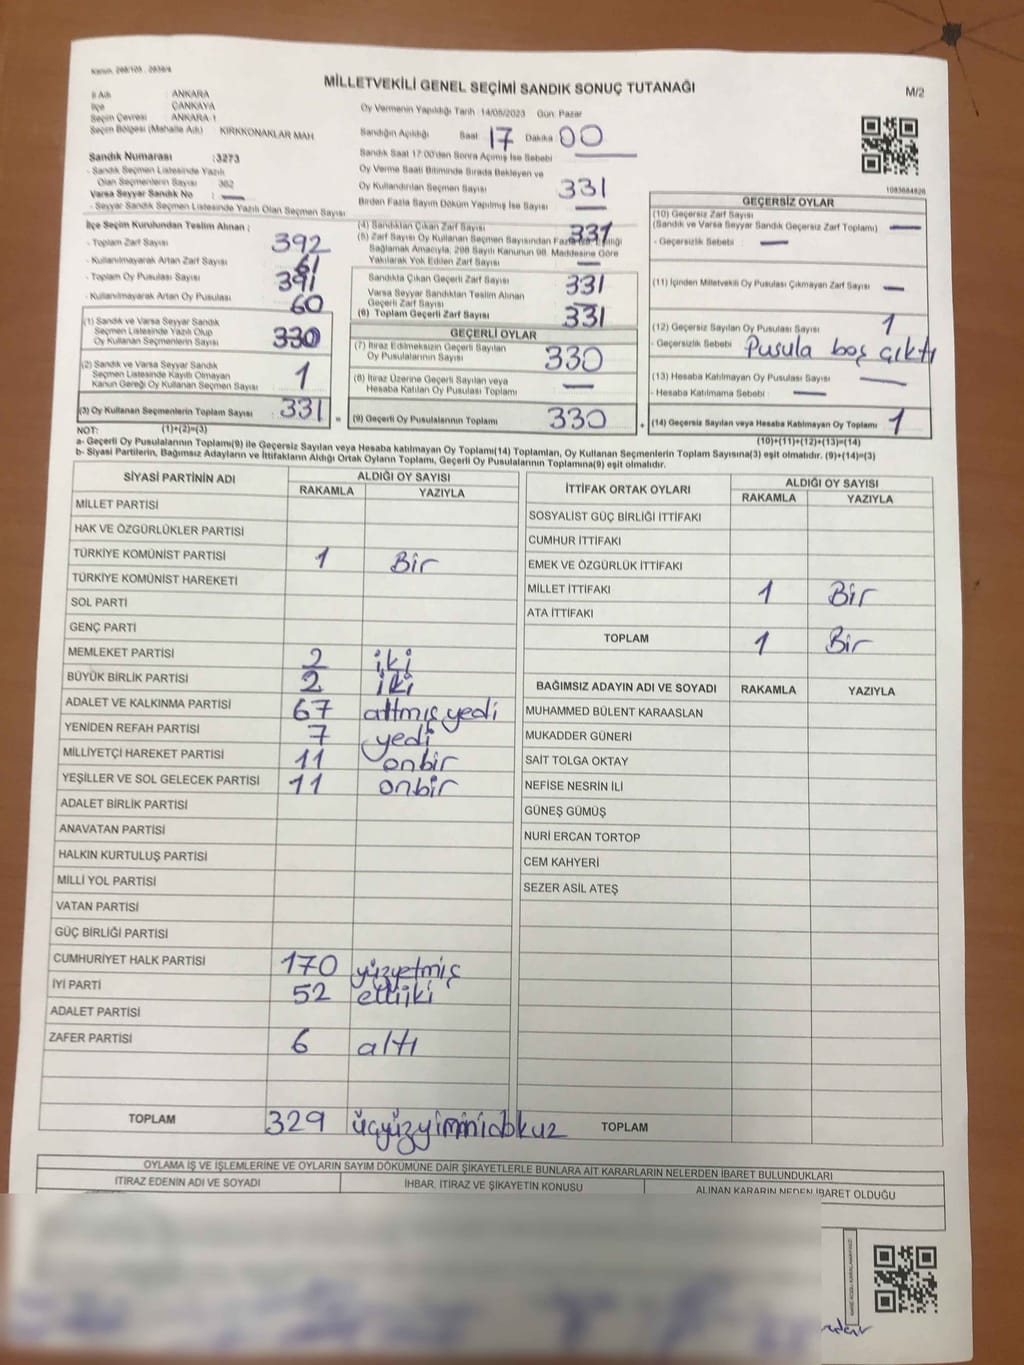 Kanun: 298/105 - 2839/4
MİLLETVEKİLİ GENEL SEÇİMİ SANDIK SONUÇ TUTANAĞI
M/2
İl Adı ANKARA
İlçe ÇANKAYA
Seçim Çevresi ANKARA 1
Seçim Bölgesi (Mahalle Adı) KIRKKONAKLAR MAH
Sandık Numarası :3273
- Sandık Seçmen Listesinde Yazılı
Olan Seçmenlerin Sayısı 362
Varsa Seyyar Sandık No : —
- Seyyar Sandık Seçmen Listesinde Yazılı Olan Seçmen Sayısı
Oy Vermenin Yapıldığı Tarih 14/05/2023 Gün: Pazar
Sandığın Açıldığı Saat 17 Dakika 00
Sandık Saat 17:00'den Sonra Açılmış İse Sebebi —
Oy Verme Saati Bitiminde Sırada Bekleyen ve
Oy Kullandırılan Seçmen Sayısı 331
Birden Fazla Sayım Döküm Yapılmış İse Sayısı —
1083684826
İlçe Seçim Kurulundan Teslim Alınan ;
- Toplam Zarf Sayısı 392
- Kullanılmayarak Artan Zarf Sayısı 61
- Toplam Oy Pusulası Sayısı 391
- Kullanılmayarak Artan Oy Pusulası 60
(1) Sandık ve Varsa Seyyar Sandık
Seçmen Listesinde Yazılı Olup
Oy Kullanan Seçmenlerin Sayısı 330
(2) Sandık ve Varsa Seyyar Sandık
Seçmen Listesinde Kayıtlı Olmayan
Kanun Gereği Oy Kullanan Seçmen Sayısı 1
(3) Oy Kullanan Seçmenlerin Toplam Sayısı 331 =
(4) Sandıktan Çıkan Zarf Sayısı 331
(5) Zarf Sayısı Oy Kullanan Seçmen Sayısından Fazla ise, Eşitliği
Sağlamak Amacıyla, 298 Sayılı Kanunun 98. Maddesine Göre
Yakılarak Yok Edilen Zarf Sayısı —
Sandıkta Çıkan Geçerli Zarf Sayısı 331
Varsa Seyyar Sandıktan Teslim Alınan
Geçerli Zarf Sayısı —
(6) Toplam Geçerli Zarf Sayısı 331
GEÇERLİ OYLAR
(7) İtiraz Edilmeksizin Geçerli Sayılan
Oy Pusulalarının Sayısı 330
(8) İtiraz Üzerine Geçerli Sayılan veya
Hesaba Katılan Oy Pusulası Toplamı —
(9) Geçerli Oy Pusulalarının Toplamı 330 +
GEÇERSİZ OYLAR
(10) Geçersiz Zarf Sayısı
(Sandık ve Varsa Seyyar Sandık Geçersiz Zarf Toplamı) —
- Geçersizlik Sebebi : —
(11) İçinden Milletvekili Oy Pusulası Çıkmayan Zarf Sayısı —
(12) Geçersiz Sayılan Oy Pusulası Sayısı 1
- Geçersizlik Sebebi Pusula boş çıktı
(13) Hesaba Katılmayan Oy Pusulası Sayısı —
- Hesaba Katılmama Sebebi : —
(14) Geçersiz Sayılan veya Hesaba Katılmayan Oy Toplamı 1
NOT: (1)+(2)=(3) (10)+(11)+(12)+(13)=(14)
a- Geçerli Oy Pusulalarının Toplamı(9) ile Geçersiz Sayılan veya Hesaba katılmayan Oy Toplamı(14) Toplamları, Oy Kullanan Seçmenlerin Toplam Sayısına(3) eşit olmalıdır. (9)+(14)=(3)
b- Siyasi Partilerin, Bağımsız Adayların ve İttifakların Aldığı Ortak Oyların Toplamı, Geçerli Oy Pusulalarının Toplamına(9) eşit olmalıdır.
SİYASİ PARTİNİN ADI ALDIĞI OY SAYISI
RAKAMLA YAZIYLA
MİLLET PARTİSİ
HAK VE ÖZGÜRLÜKLER PARTİSİ
TÜRKİYE KOMÜNİST PARTİSİ 1 Bir
TÜRKİYE KOMÜNİST HAREKETİ
SOL PARTİ
GENÇ PARTİ
MEMLEKET PARTİSİ 2 iki
BÜYÜK BİRLİK PARTİSİ 2 iki
ADALET VE KALKINMA PARTİSİ 67 altmış yedi
YENİDEN REFAH PARTİSİ 7 yedi
MİLLİYETÇİ HAREKET PARTİSİ 11 onbir
YEŞİLLER VE SOL GELECEK PARTİSİ 11 onbir
ADALET BİRLİK PARTİSİ
ANAVATAN PARTİSİ
HALKIN KURTULUŞ PARTİSİ
MİLLİ YOL PARTİSİ
VATAN PARTİSİ
GÜÇ BİRLİĞİ PARTİSİ
CUMHURİYET HALK PARTİSİ 170 yüzyetmiş
İYİ PARTİ 52 elliiki
ADALET PARTİSİ
ZAFER PARTİSİ 6 altı
TOPLAM 329
İTTİFAK ORTAK OYLARI ALDIĞI OY SAYISI
RAKAMLA YAZIYLA
SOSYALİST GÜÇ BİRLİĞİ İTTİFAKI
CUMHUR İTTİFAKI
EMEK VE ÖZGÜRLÜK İTTİFAKI
MİLLET İTTİFAKI 1 Bir
ATA İTTİFAKI
TOPLAM 1 Bir
BAĞIMSIZ ADAYIN ADI VE SOYADI RAKAMLA YAZIYLA
MUHAMMED BÜLENT KARAASLAN
MUKADDER GÜNERİ
SAİT TOLGA OKTAY
NEFİSE NESRİN İLİ
GÜNEŞ GÜMÜŞ
NURİ ERCAN TORTOP
CEM KAHYERİ
SEZER ASİL ATEŞ
TOPLAM
OYLAMA İŞ VE İŞLEMLERİNE VE OYLARIN SAYIM DÖKÜMÜNE DAİR ŞİKAYETLERLE BUNLARA AİT KARARLARIN NELERDEN İBARET BULUNDUKLARI
İTİRAZ EDENİN ADI VE SOYADI İHBAR, İTİRAZ VE ŞİKAYETİN KONUSU ALINAN KARARIN NEDEN İBARET OLDUĞU